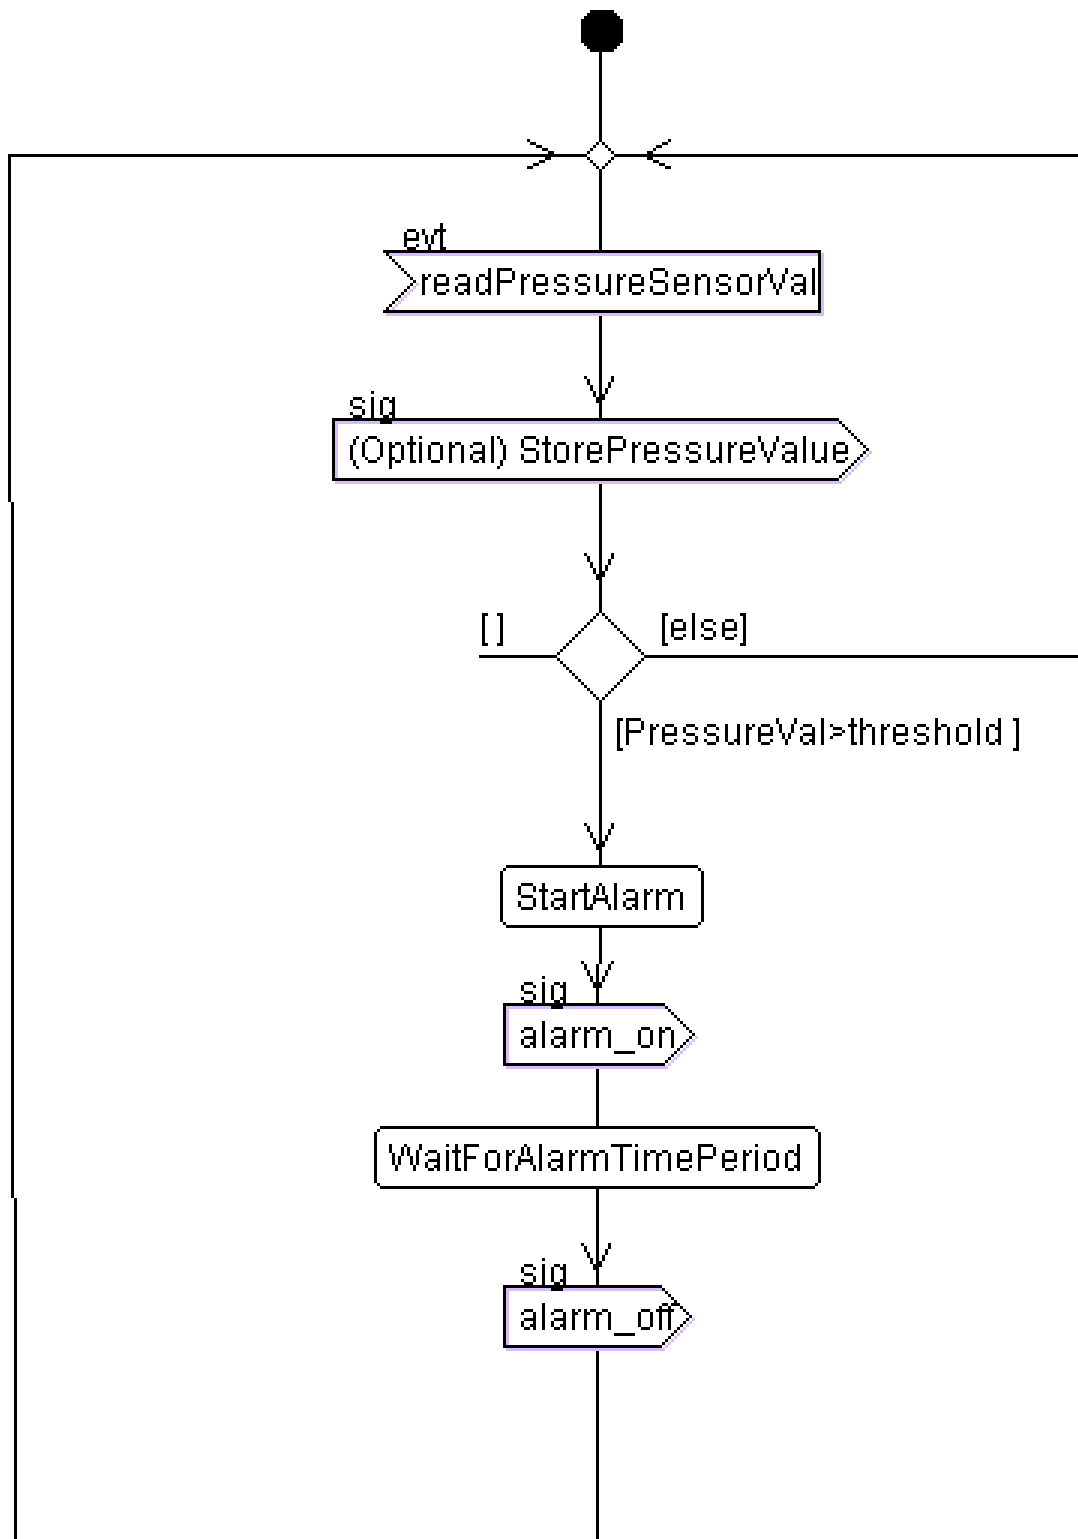 evt
readPressureSensorVal
sig
(Optional) StorePressureValue
[ ]
[else]
[PressureVal>threshold ]
StartAlarm
sig
alarm_on
WaitForAlarmTimePeriod
sig
alarm_off